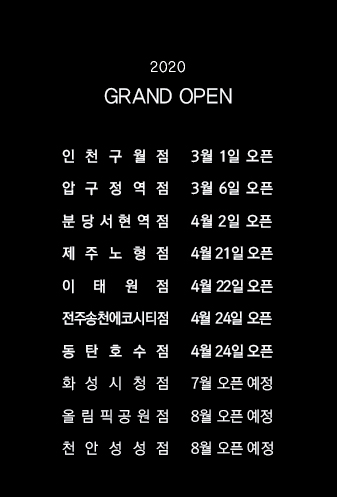 2020
GRAND OPEN
인천구월점 3월 1일 오픈
압구정역점 3월 6일 오픈
분당서현역점 4월 2일 오픈
제주노형점 4월 21일 오픈
이태원점 4월 22일 오픈
전주송천에코시티점 4월 24일 오픈
동탄호수점 4월 24일 오픈
화성시청점 7월 오픈 예정
올림픽공원점 8월 오픈 예정
천안성성점 8월 오픈 예정